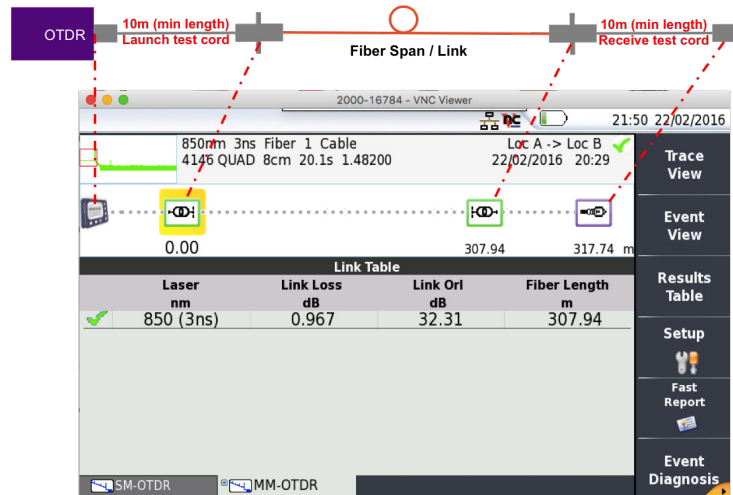 OTDR
10m (min length)
Launch test cord
Fiber Span / Link
10m (min length)
Receive test cord
2000-16784 - VNC Viewer
21:50 22/02/2016
850nm 3ns Fiber 1 Cable
Loc A -> Loc B
4146 QUAD 8cm 20.1s 1.48200
22/02/2016 20:29
Trace
View
0.00
307.94
317.74 m
Event
View
Link Table
Laser
nm
Link Loss
dB
Link Orl
dB
Fiber Length
m
850 (3ns)
0.967
32.31
307.94
Results
Table
Setup
Fast
Report
Event
Diagnosis
SM-OTDR
MM-OTDR